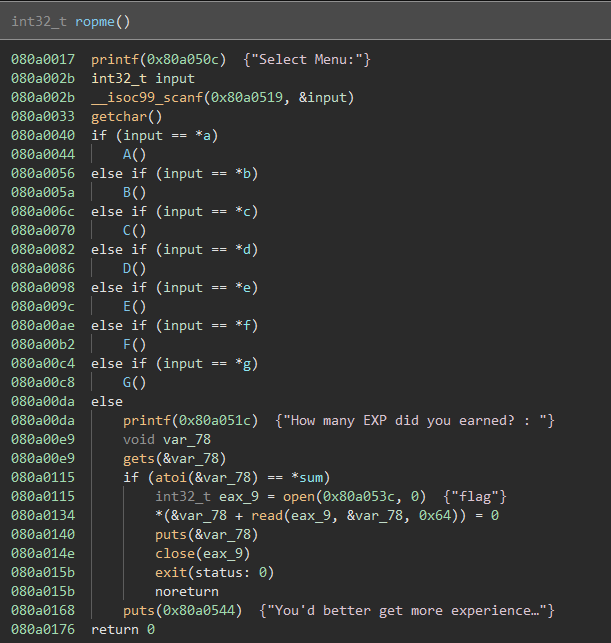 int32_t ropme()
080a0017 printf(0x80a050c) {"Select Menu:"}
080a002b int32_t input
080a002b __isoc99_scanf(0x80a0519, &input)
080a0033 getchar()
080a0040 if (input == *a)
080a0044 A()
080a0056 else if (input == *b)
080a005a B()
080a006c else if (input == *c)
080a0070 C()
080a0082 else if (input == *d)
080a0086 D()
080a0098 else if (input == *e)
080a009c E()
080a00ae else if (input == *f)
080a00b2 F()
080a00c4 else if (input == *g)
080a00c8 G()
080a00da else
080a00da printf(0x80a051c) {"How many EXP did you earned? : "}
080a00e9 void var_78
080a00e9 gets(&var_78)
080a0115 if (atoi(&var_78) == *sum)
080a0115 int32_t eax_9 = open(0x80a053c, 0) {"flag"}
080a0134 *(&var_78 + read(eax_9, &var_78, 0x64)) = 0
080a0140 puts(&var_78)
080a014e close(eax_9)
080a015b exit(status: 0)
080a015b noreturn
080a0168 puts(0x80a0544) {"You'd better get more experience…"}
080a0176 return 0